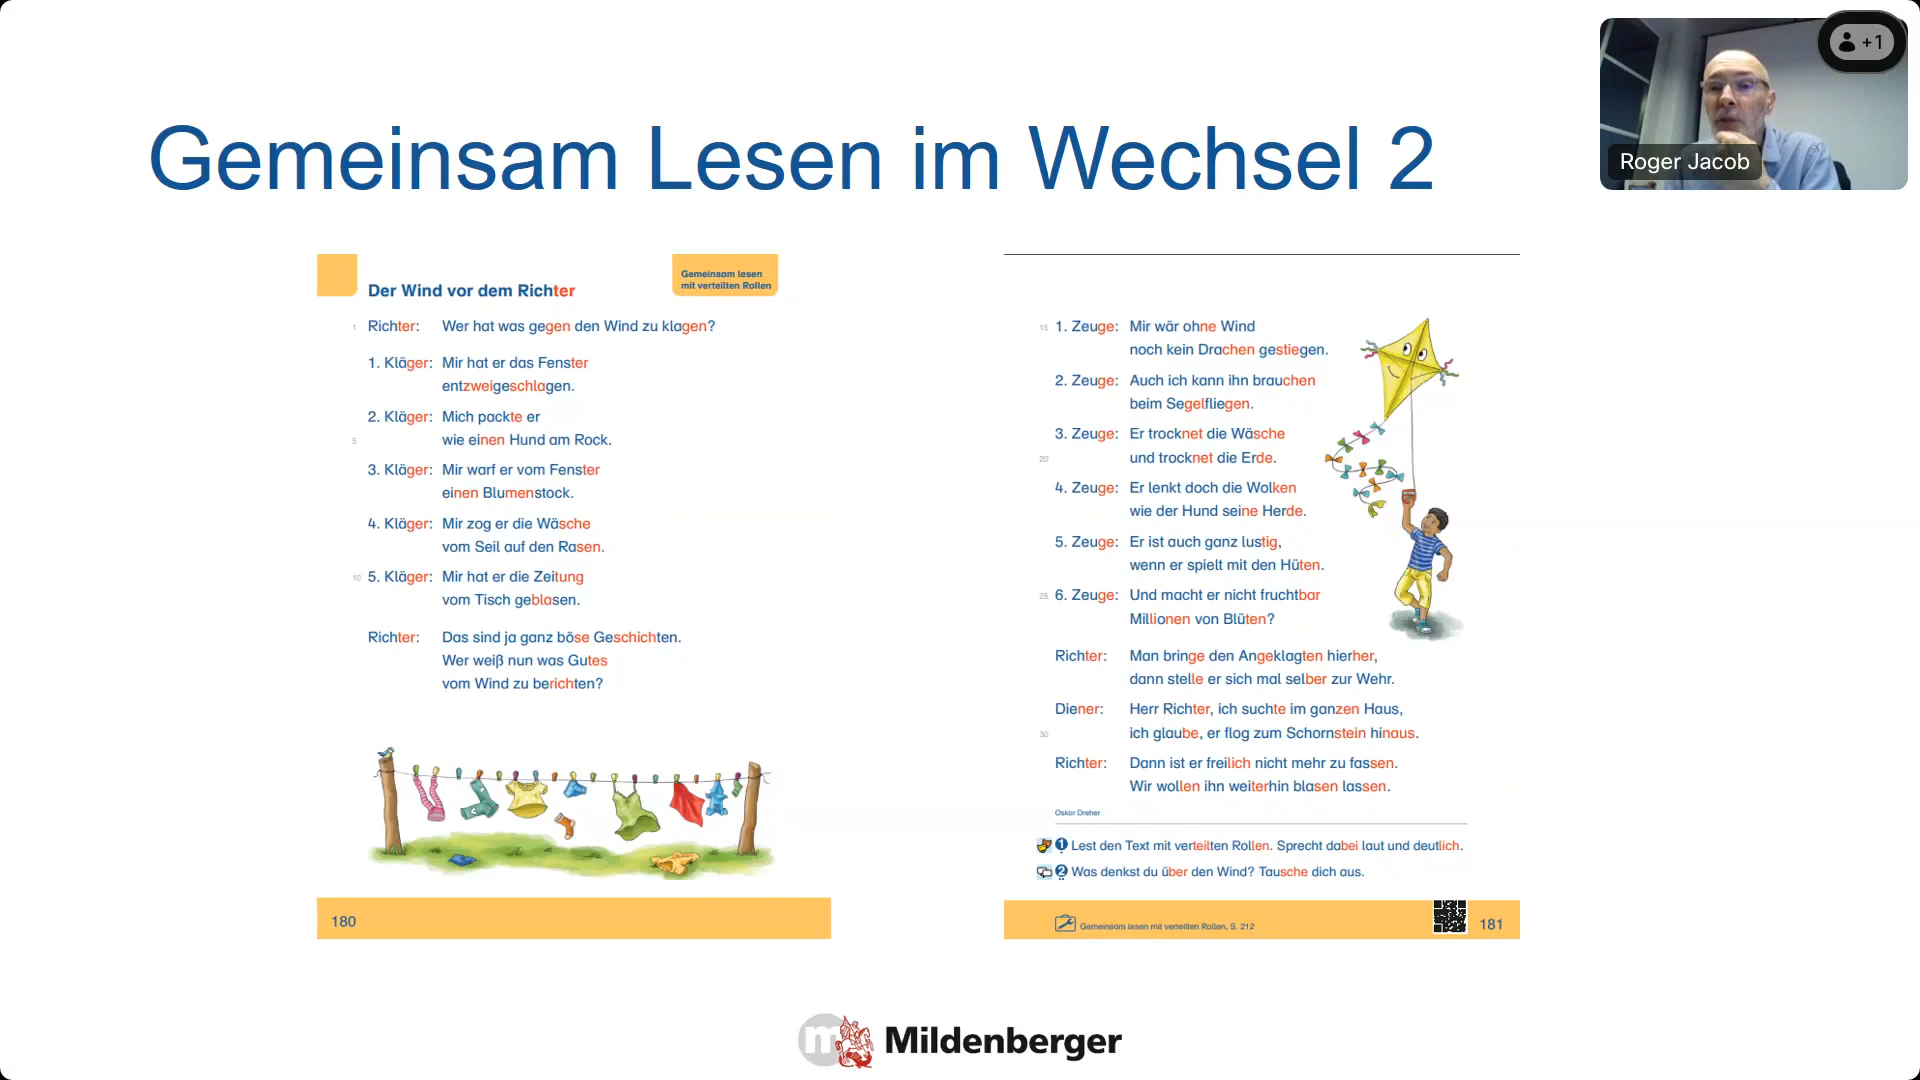 +1
Roger Jacob
Gemeinsam Lesen im Wechsel 2
Gemeinsam lesen
mit verteilten Rollen
Der Wind vor dem Richter
1 Richter: Wer hat was gegen den Wind zu klagen?
1. Kläger: Mir hat er das Fenster
entzweigeschlagen.
2. Kläger: Mich packte er
5 wie einen Hund am Rock.
3. Kläger: Mir warf er vom Fenster
einen Blumenstock.
4. Kläger: Mir zog er die Wäsche
vom Seil auf den Rasen.
10 5. Kläger: Mir hat er die Zeitung
vom Tisch geblasen.
Richter: Das sind ja ganz böse Geschichten.
Wer weiß nun was Gutes
vom Wind zu berichten?
180
15 1. Zeuge: Mir wär ohne Wind
noch kein Drachen gestiegen.
2. Zeuge: Auch ich kann ihn brauchen
beim Segelfliegen.
3. Zeuge: Er trocknet die Wäsche
20 und trocknet die Erde.
4. Zeuge: Er lenkt doch die Wolken
wie der Hund seine Herde.
5. Zeuge: Er ist auch ganz lustig,
wenn er spielt mit den Hüten.
25 6. Zeuge: Und macht er nicht fruchtbar
Millionen von Blüten?
Richter: Man bringe den Angeklagten hierher,
dann stelle er sich mal selber zur Wehr.
Diener: Herr Richter, ich suchte im ganzen Haus,
30 ich glaube, er flog zum Schornstein hinaus.
Richter: Dann ist er freilich nicht mehr zu fassen.
Wir wollen ihn weiterhin blasen lassen.
Oskar Dreher
1 Lest den Text mit verteilten Rollen. Sprecht dabei laut und deutlich.
2 Was denkst du über den Wind? Tausche dich aus.
Gemeinsam lesen mit verteilten Rollen, S. 212
181
m Mildenberger